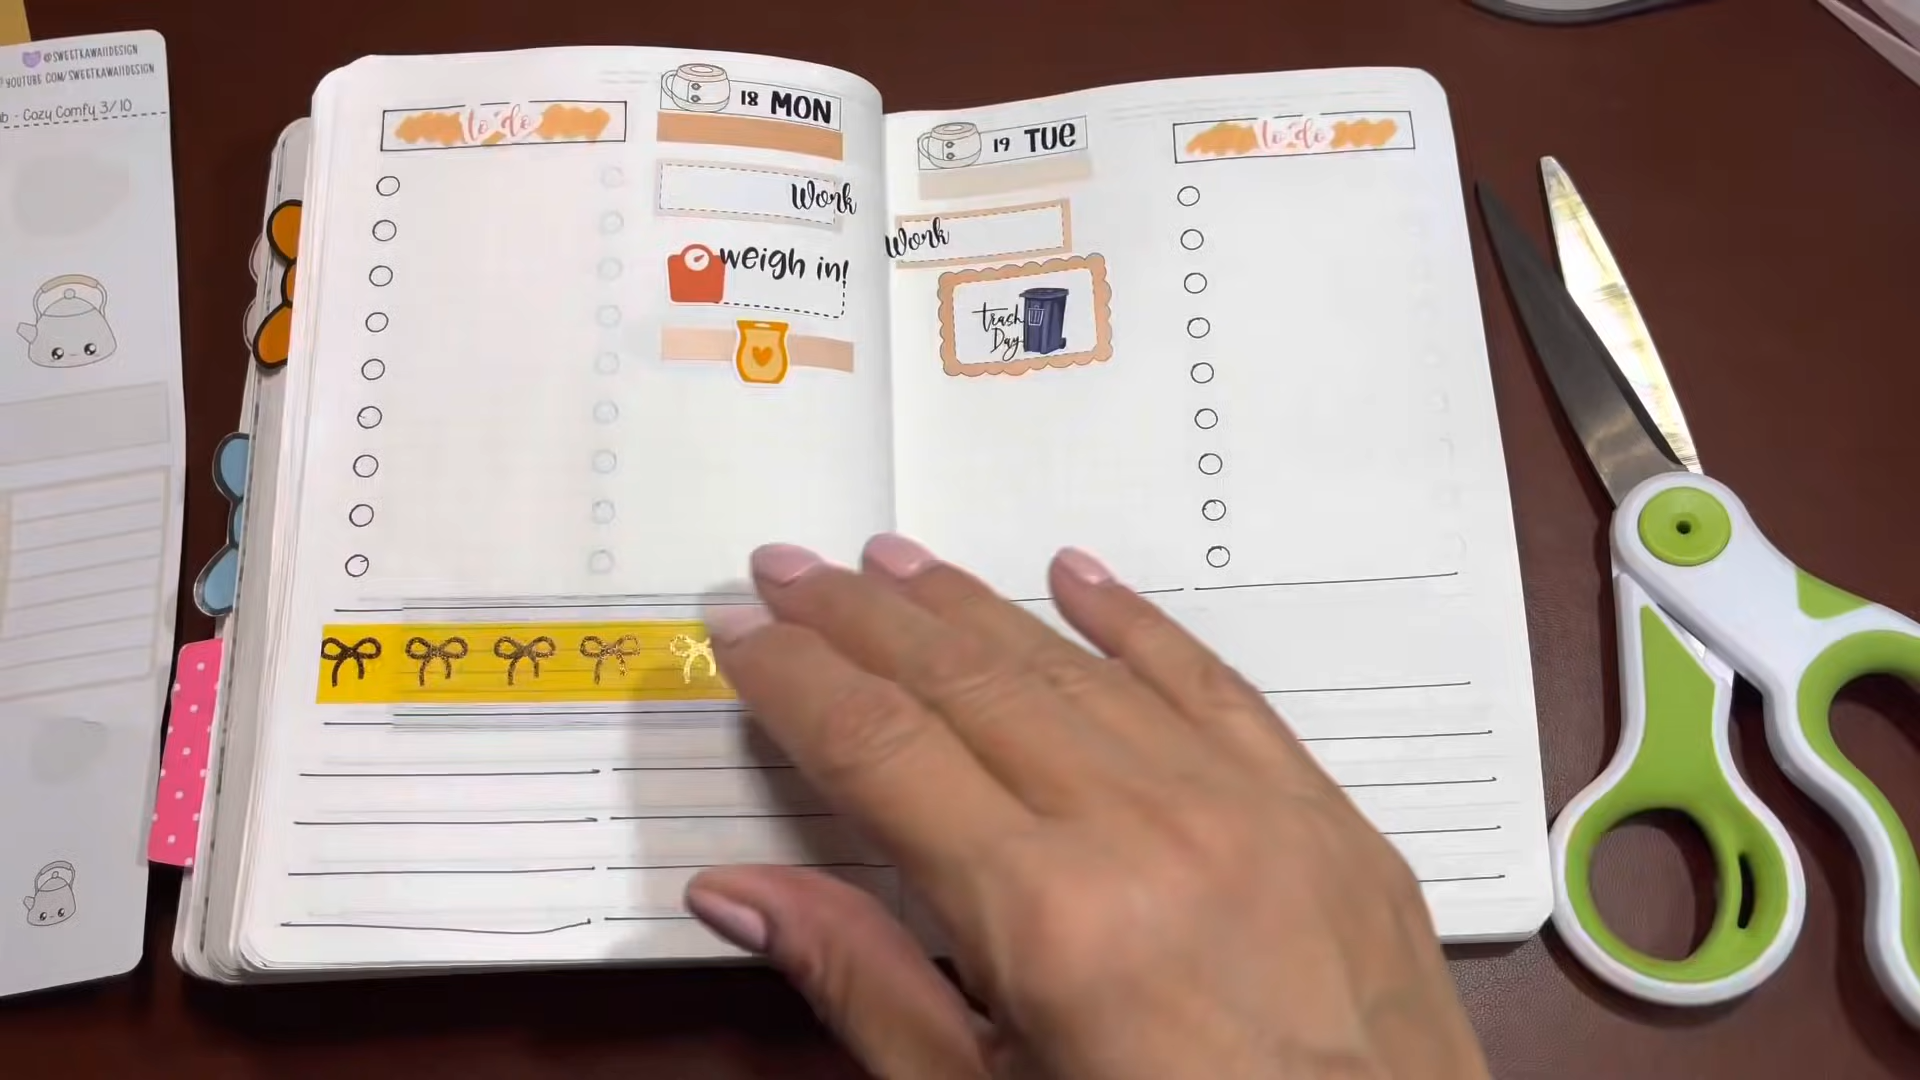 @SWEETKAWAIIDESIGN
YOUTUBE.COM/SWEETKAWAIIDESIGN
- Cozy Comfy 3/10
to do
18 MON
Work
weigh in!
19 TUE
Work
Trash
Day
to do